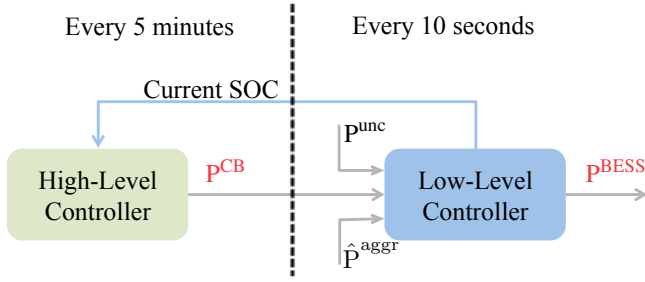 Every 5 minutes
Every 10 seconds
Current SOC
P^unc
High-Level
Controller
P^CB
Low-Level
Controller
P^BESS
P̂^aggr